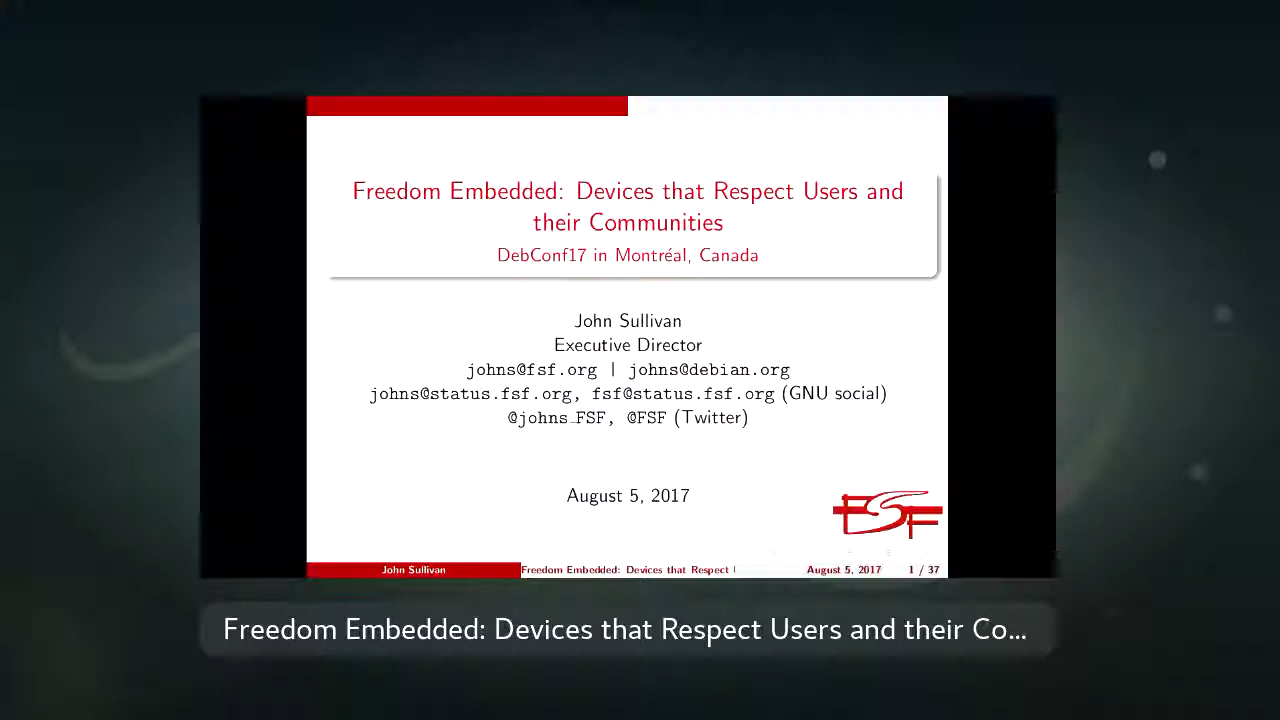 Freedom Embedded: Devices that Respect Users and
their Communities
DebConf17 in Montréal, Canada
John Sullivan
Executive Director
johns@fsf.org | johns@debian.org
johns@status.fsf.org, fsf@status.fsf.org (GNU social)
@johns_FSF, @FSF (Twitter)
August 5, 2017
FSF
John Sullivan Freedom Embedded: Devices that Respect August 5, 2017 1 / 37
Freedom Embedded: Devices that Respect Users and their Co...